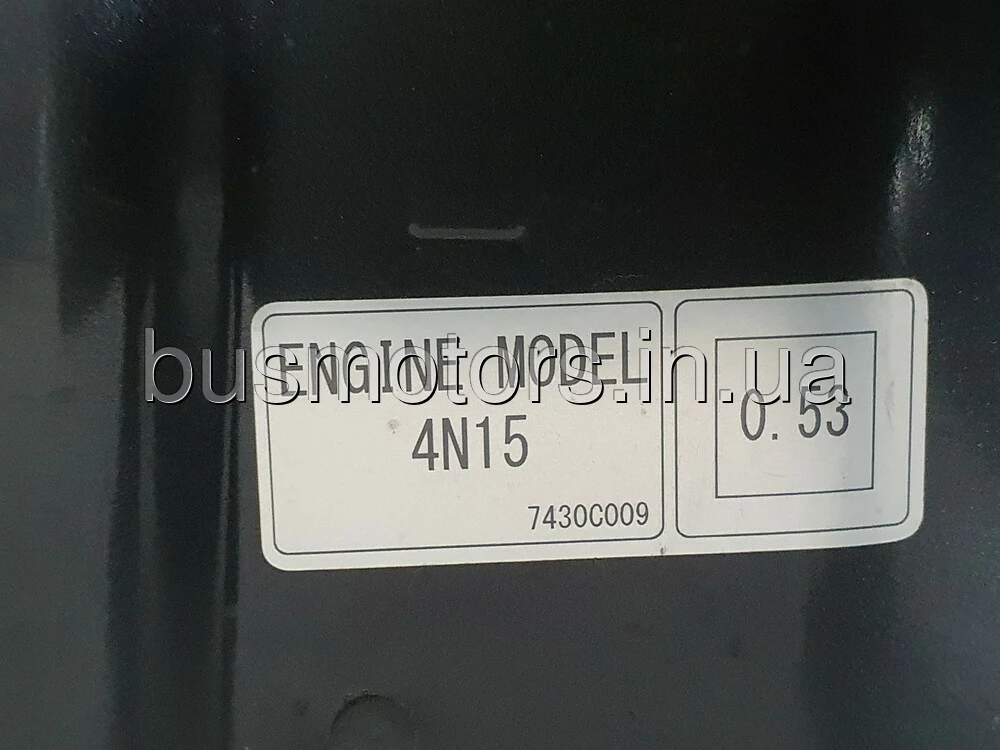 busmotors.in.ua
ENGINE MODEL
4N15
7430C009
0.53